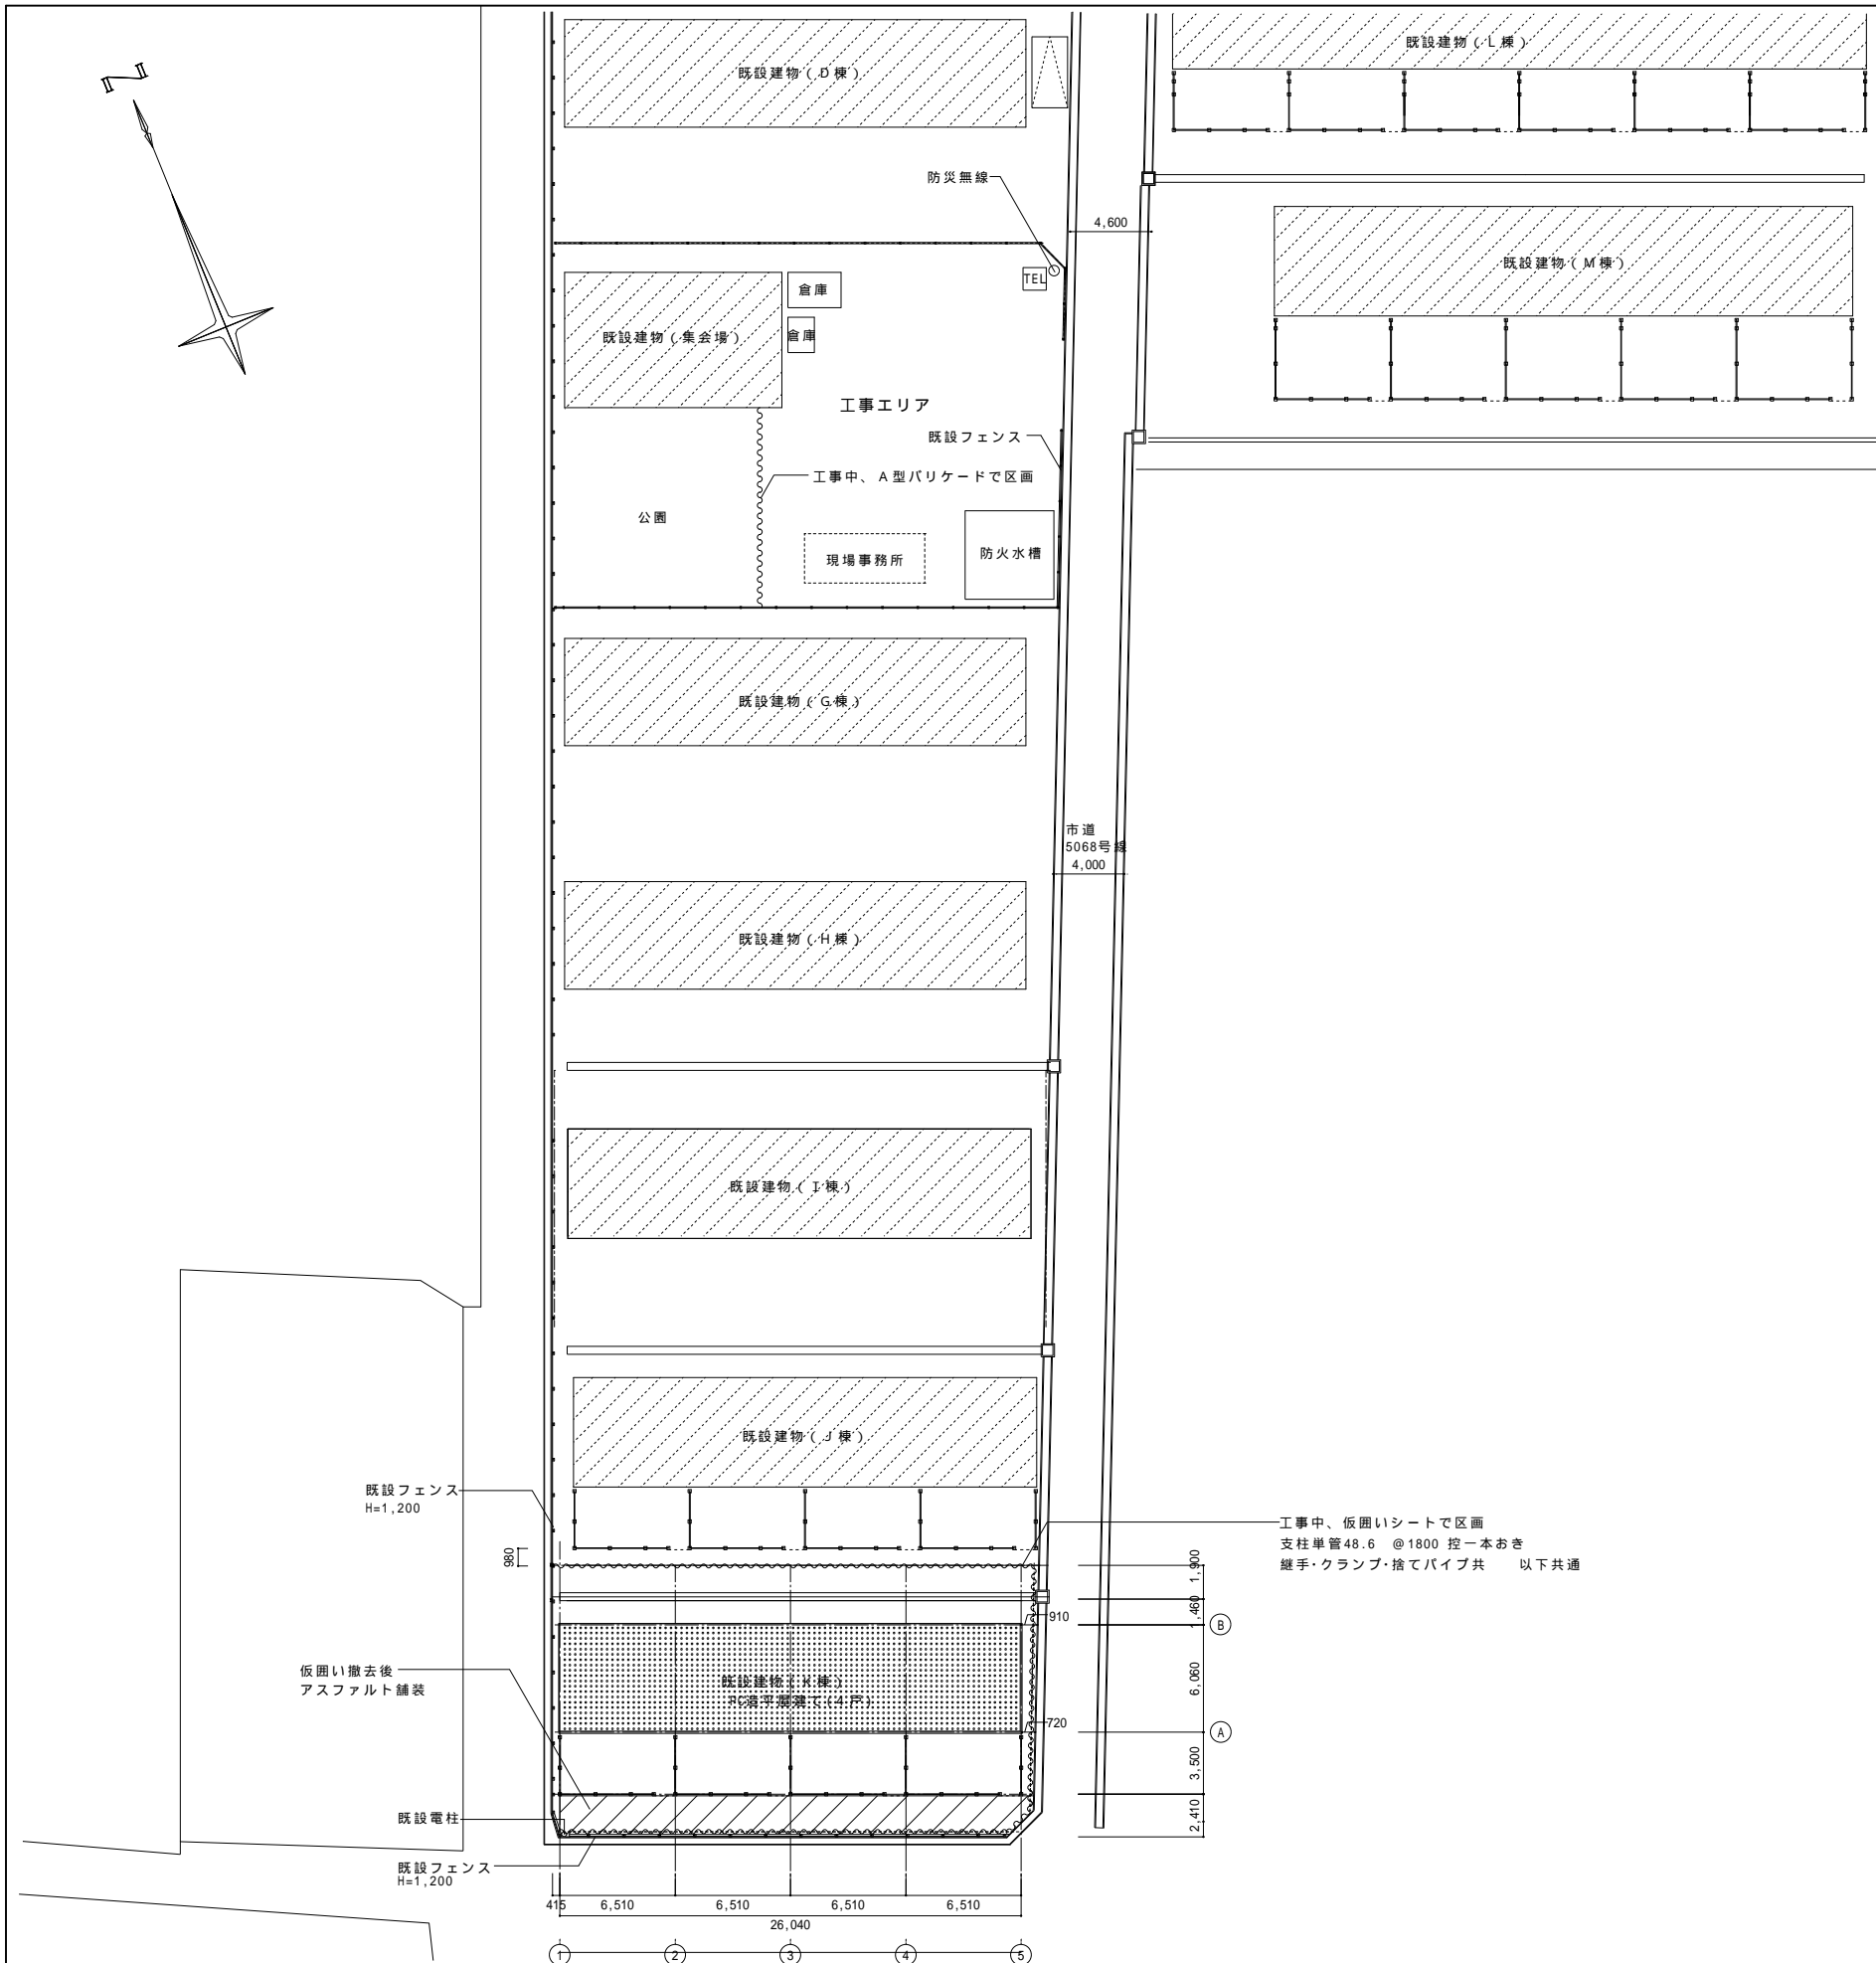 N
既設建物(D棟)
既設建物(L棟)
防災無線
4,600
TEL
倉庫
倉庫
既設建物(集会場)
既設建物(M棟)
工事エリア
既設フェンス
工事中、A型バリケードで区画
公園
現場事務所
防火水槽
既設建物(G棟)
市道
5068号線
4,000
既設建物(H棟)
既設建物(I棟)
既設建物(J棟)
既設フェンス
H=1,200
980
工事中、仮囲いシートで区画
支柱単管48.6 @1800 控一本おき
継手・クランプ・捨てパイプ共 以下共通
1,900
1,460
910
B
仮囲い撤去後
アスファルト舗装
既設建物(K棟)
PC造平屋建て(4戸)
6,060
720
A
3,500
既設電柱
2,410
既設フェンス
H=1,200
415
6,510
6,510
6,510
6,510
26,040
1
2
3
4
5